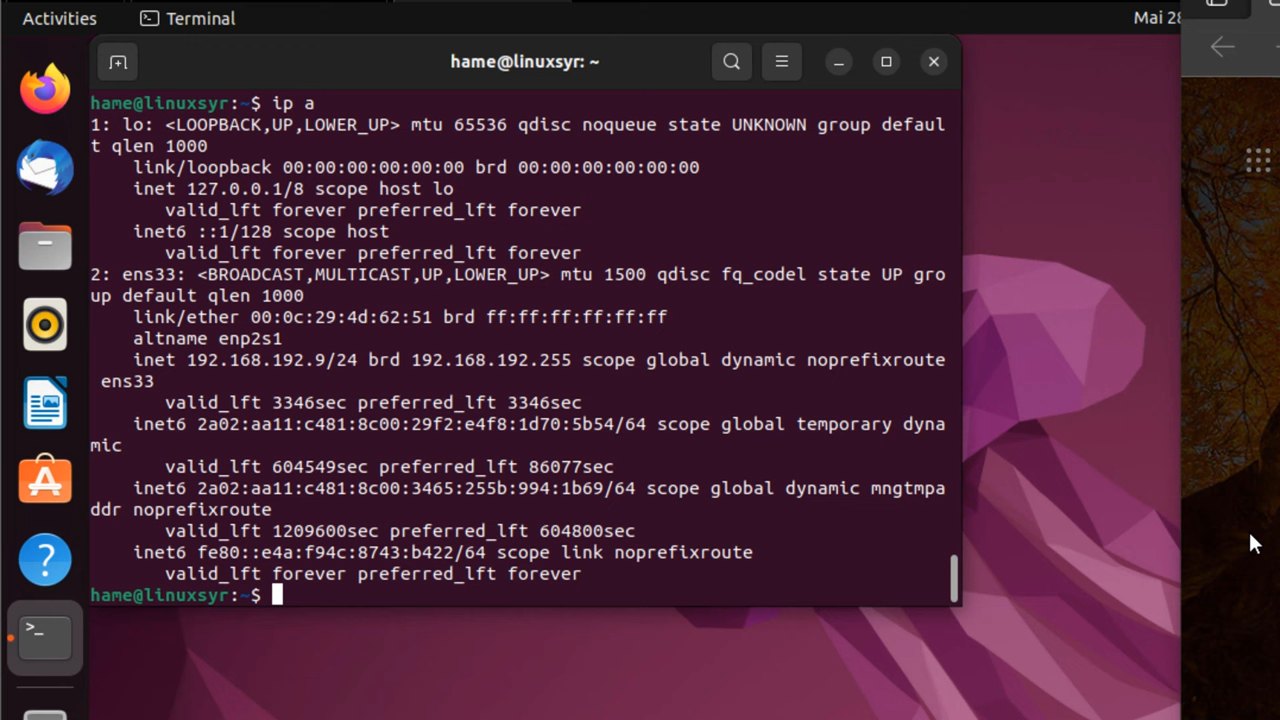 Activities
Terminal
Mai 28
hame@linuxsyr: ~
hame@linuxsyr:~$ ip a
1: lo: <LOOPBACK,UP,LOWER_UP> mtu 65536 qdisc noqueue state UNKNOWN group defaul
t qlen 1000
    link/loopback 00:00:00:00:00:00 brd 00:00:00:00:00:00
    inet 127.0.0.1/8 scope host lo
       valid_lft forever preferred_lft forever
    inet6 ::1/128 scope host
       valid_lft forever preferred_lft forever
2: ens33: <BROADCAST,MULTICAST,UP,LOWER_UP> mtu 1500 qdisc fq_codel state UP gro
up default qlen 1000
    link/ether 00:0c:29:4d:62:51 brd ff:ff:ff:ff:ff:ff
    altname enp2s1
    inet 192.168.192.9/24 brd 192.168.192.255 scope global dynamic noprefixroute
 ens33
       valid_lft 3346sec preferred_lft 3346sec
    inet6 2a02:aa11:c481:8c00:29f2:e4f8:1d70:5b54/64 scope global temporary dyna
mic
       valid_lft 604549sec preferred_lft 86077sec
    inet6 2a02:aa11:c481:8c00:3465:255b:994:1b69/64 scope global dynamic mngtmpa
ddr noprefixroute
       valid_lft 1209600sec preferred_lft 604800sec
    inet6 fe80::e4a:f94c:8743:b422/64 scope link noprefixroute
       valid_lft forever preferred_lft forever
hame@linuxsyr:~$